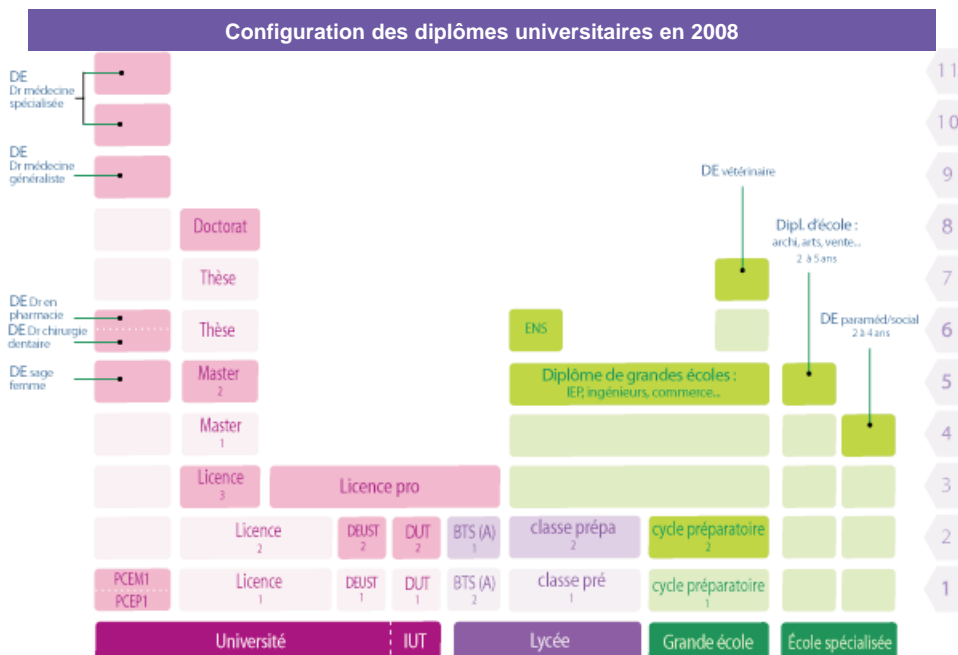 Configuration des diplômes universitaires en 2008
11
DE
Dr médecine
spécialisée
10
DE
Dr médecine
généraliste
DE vétérinaire
9
Doctorat
Dipl. d'école :
archi, arts, vente...
2 à 5 ans
8
Thèse
7
DE Dr en
pharmacie
DE Dr chirurgie
dentaire
Thèse
ENS
DE paraméd/social
2 à 4 ans
6
DE sage
femme
Master
2
Diplôme de grandes écoles :
IEP, ingénieurs, commerce...
5
Master
1
4
Licence
3
Licence pro
3
Licence
2
DEUST
2
DUT
2
BTS (A)
1
classe prépa
2
cycle préparatoire
2
2
PCEM1
PCEP1
Licence
1
DEUST
1
DUT
1
BTS (A)
2
classe pré
1
cycle préparatoire
1
1
Université
IUT
Lycée
Grande école
École spécialisée